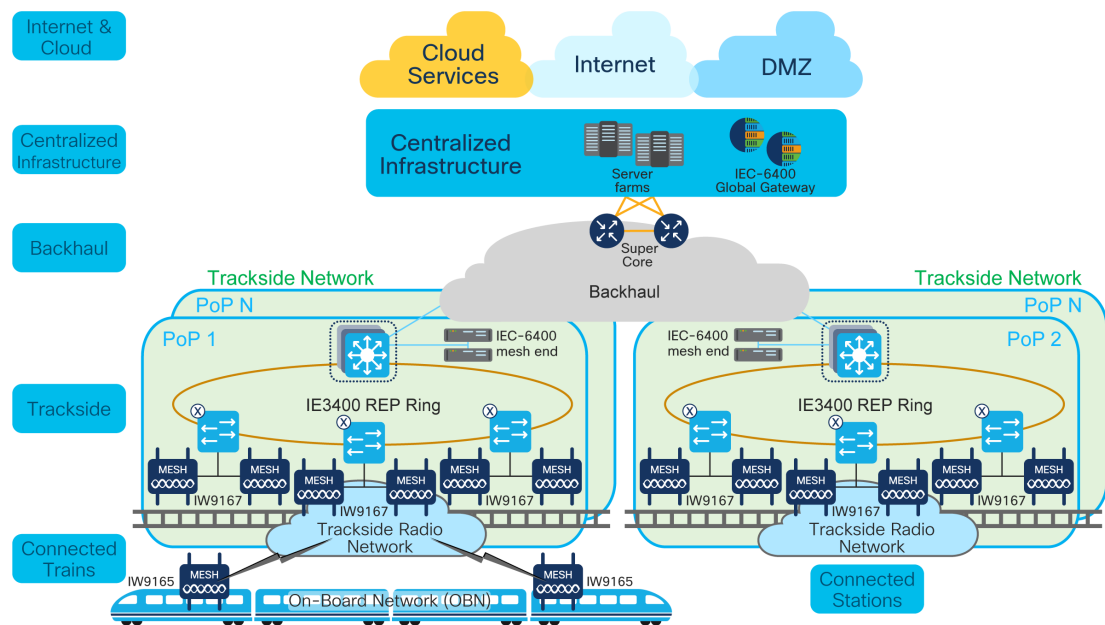 Internet &
Cloud
Cloud
Services
Internet
DMZ
Centralized
Infrastructure
Centralized
Infrastructure
Server
farms
IEC-6400
Global Gateway
Backhaul
Super
Core
Backhaul
Trackside Network
PoP N
PoP 1
IEC-6400
mesh end
Trackside Network
PoP N
PoP 2
IEC-6400
mesh end
Trackside
IE3400 REP Ring
X
X
X
MESH
MESH
IW9167
MESH
MESH
IW9167
MESH
MESH
IW9167
Trackside Radio
Network
IE3400 REP Ring
X
X
X
MESH
MESH
IW9167
MESH
MESH
IW9167
MESH
MESH
IW9167
Trackside Radio
Network
Connected
Trains
IW9165
MESH
MESH
IW9165
On-Board Network (OBN)
Connected
Stations